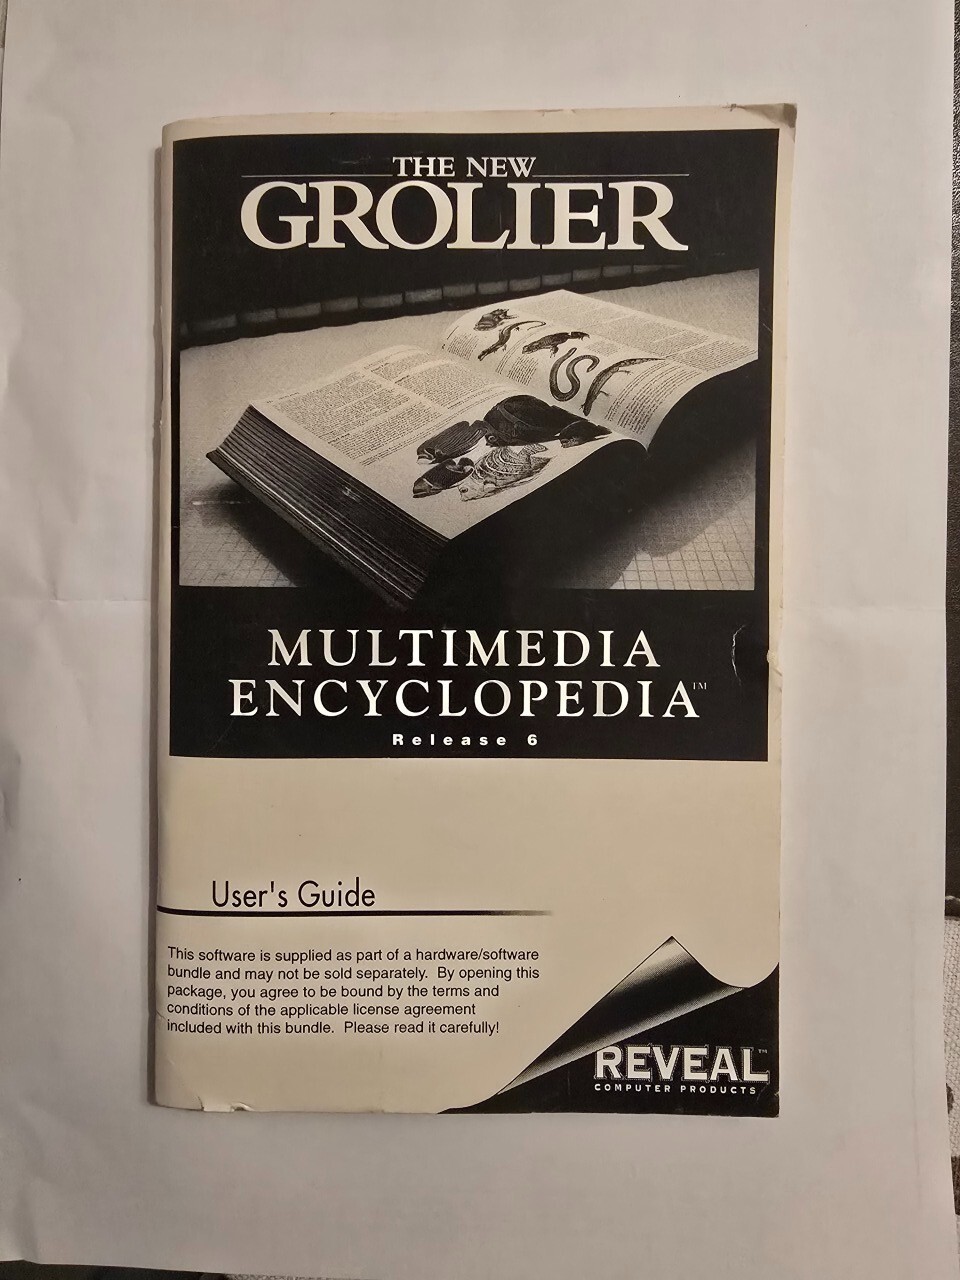 THE NEW
GROLIER
MULTIMEDIA
ENCYCLOPEDIA™
Release 6
User's Guide
This software is supplied as part of a hardware/software
bundle and may not be sold separately. By opening this
package, you agree to be bound by the terms and
conditions of the applicable license agreement
included with this bundle. Please read it carefully!
REVEAL™
COMPUTER PRODUCTS